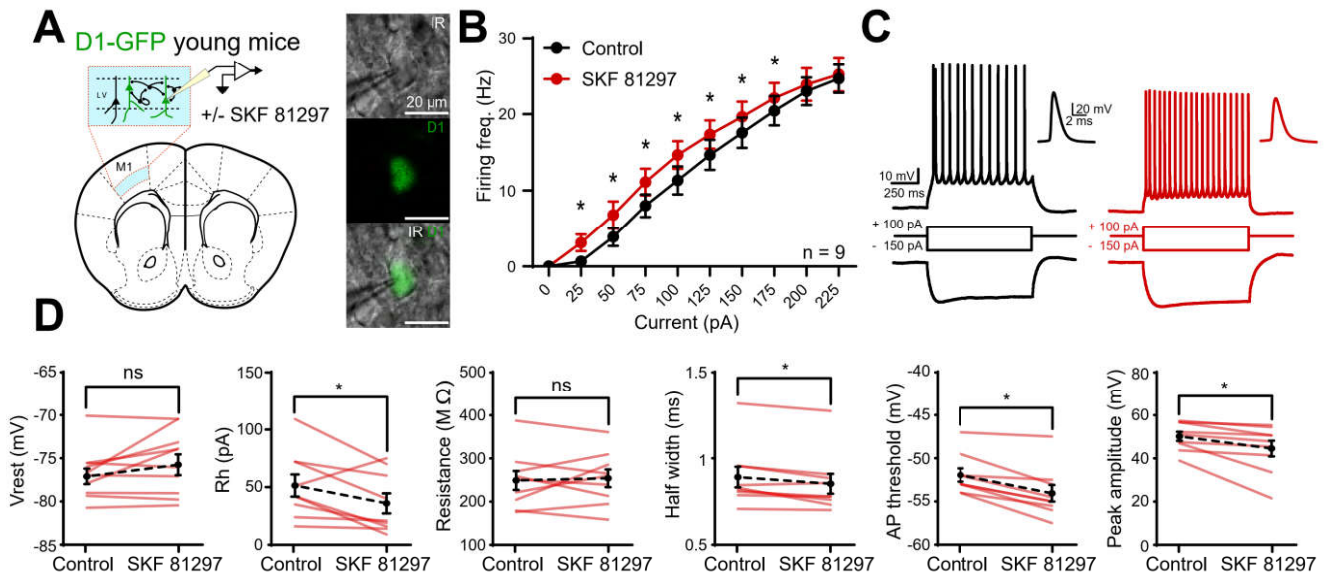 A
D1-GFP young mice
LV
+/- SKF 81297
M1
IR
20 µm
D1
IR D1
B
Control
SKF 81297
Firing freq. (Hz)
30
20
10
0
* * * * * * *
n = 9
0 25 50 75 100 125 150 175 200 225
Current (pA)
C
20 mV
2 ms
10 mV
250 ms
+ 100 pA
- 150 pA
+ 100 pA
- 150 pA
D
Vrest (mV)
-65
-70
-75
-80
-85
ns
Control SKF 81297
Rh (pA)
150
100
50
0
*
Control SKF 81297
Resistance (M Ω)
500
400
300
200
100
ns
Control SKF 81297
Half width (ms)
1.5
1.0
0.5
*
Control SKF 81297
AP threshold (mV)
-40
-45
-50
-55
-60
*
Control SKF 81297
Peak amplitude (mV)
80
60
40
20
0
*
Control SKF 81297